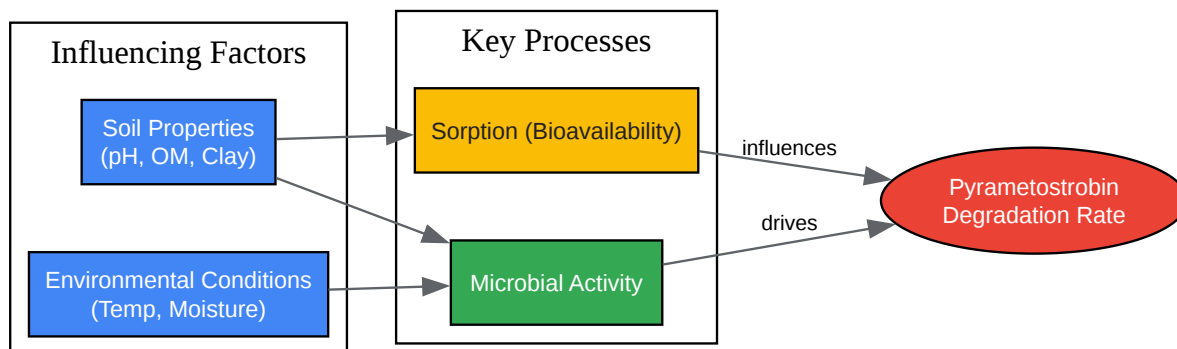 Influencing Factors
Soil Properties
(pH, OM, Clay)
Environmental Conditions
(Temp, Moisture)
Key Processes
Sorption (Bioavailability)
Microbial Activity
influences
drives
Pyrametostrobin
Degradation Rate